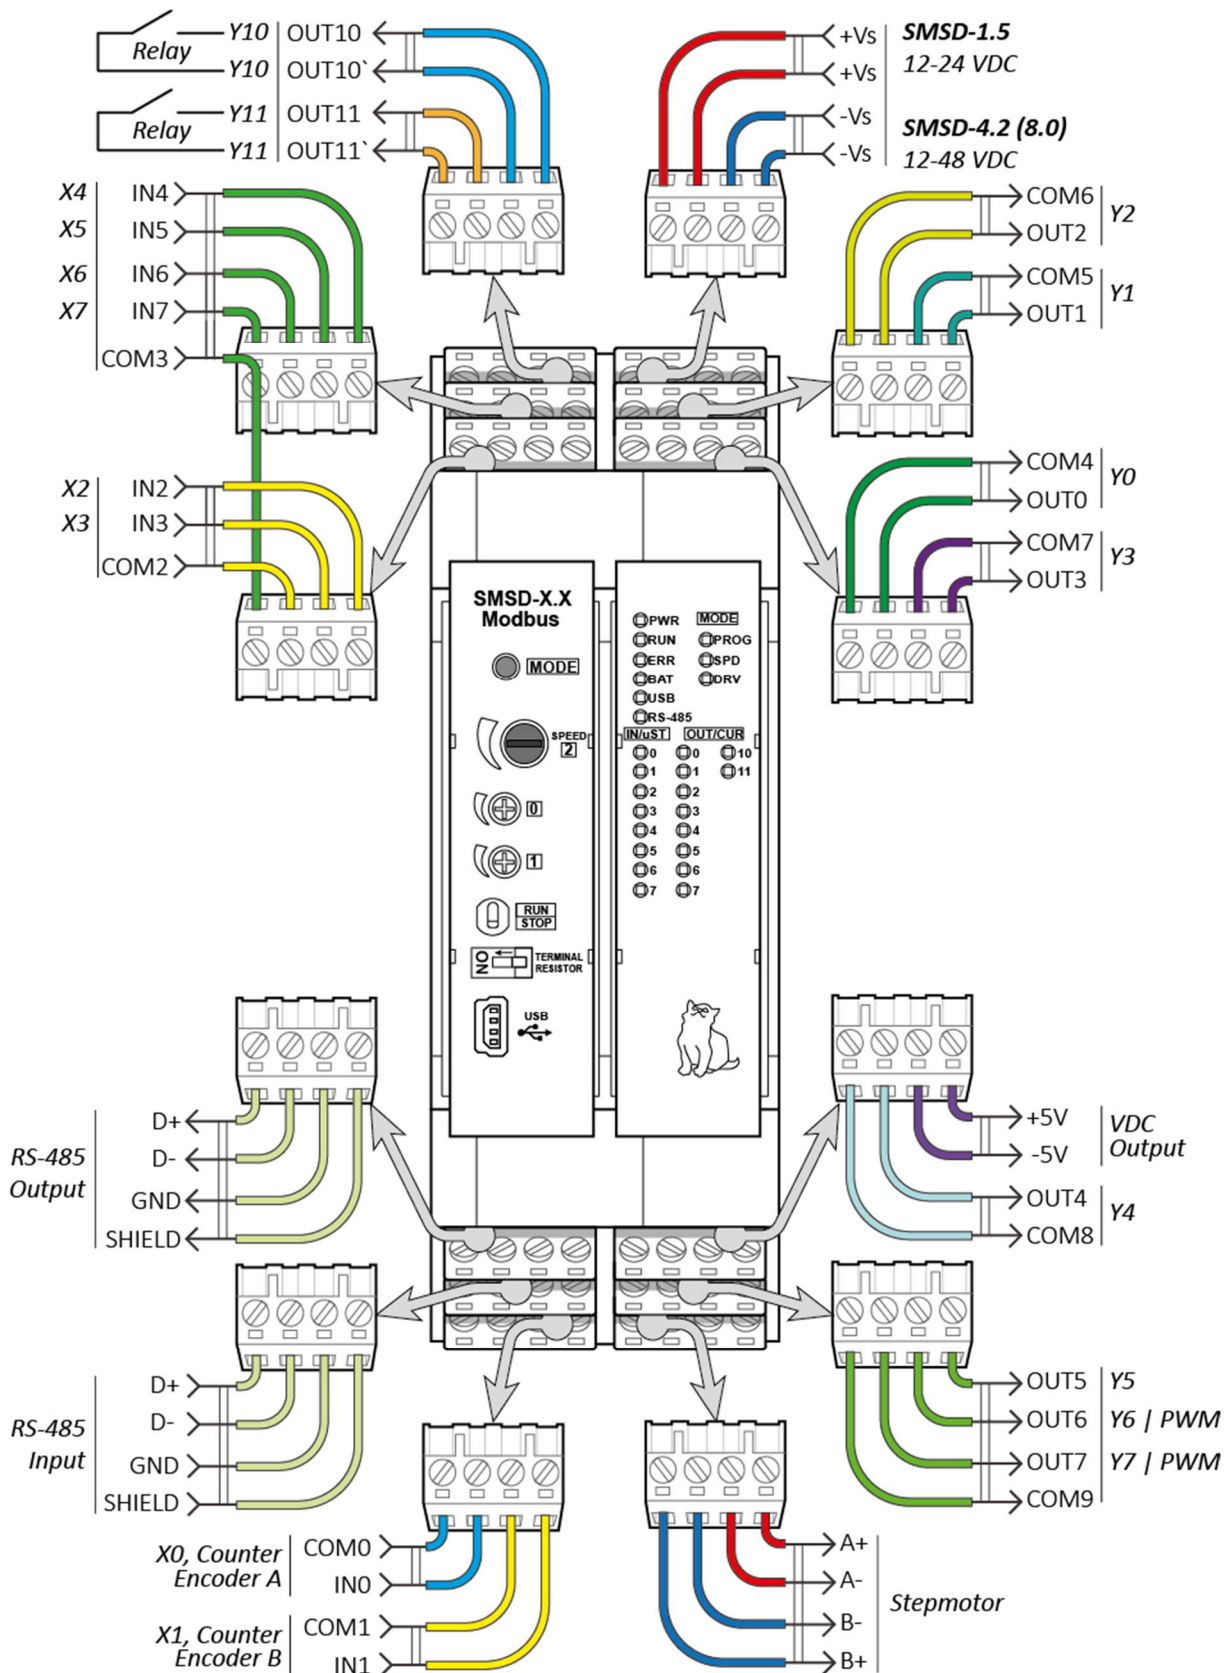 Relay
Y10 OUT10
Y10 OUT10`
Relay
Y11 OUT11
Y11 OUT11`
+Vs
+Vs
-Vs
-Vs
SMSD-1.5
12-24 VDC
SMSD-4.2 (8.0)
12-48 VDC
X4 IN4
X5 IN5
X6 IN6
X7 IN7
COM3
COM6
OUT2
Y2
COM5
OUT1
Y1
X2 IN2
X3 IN3
COM2
COM4
OUT0
Y0
COM7
OUT3
Y3
SMSD-X.X
Modbus
MODE
SPEED
2
0
1
RUN
STOP
NO
TERMINAL
RESISTOR
USB
PWR MODE
RUN PROG
ERR SPD
BAT DRV
USB
RS-485
IN/uST OUT/CUR
0 0 10
1 1 11
2 2
3 3
4 4
5 5
6 6
7 7
RS-485
Output
D+
D-
GND
SHIELD
+5V
-5V
VDC
Output
OUT4
COM8
Y4
RS-485
Input
D+
D-
GND
SHIELD
OUT5 Y5
OUT6 Y6 | PWM
OUT7 Y7 | PWM
COM9
X0, Counter
Encoder A
COM0
IN0
X1, Counter
Encoder B
COM1
IN1
A+
A-
B-
B+
Stepmotor